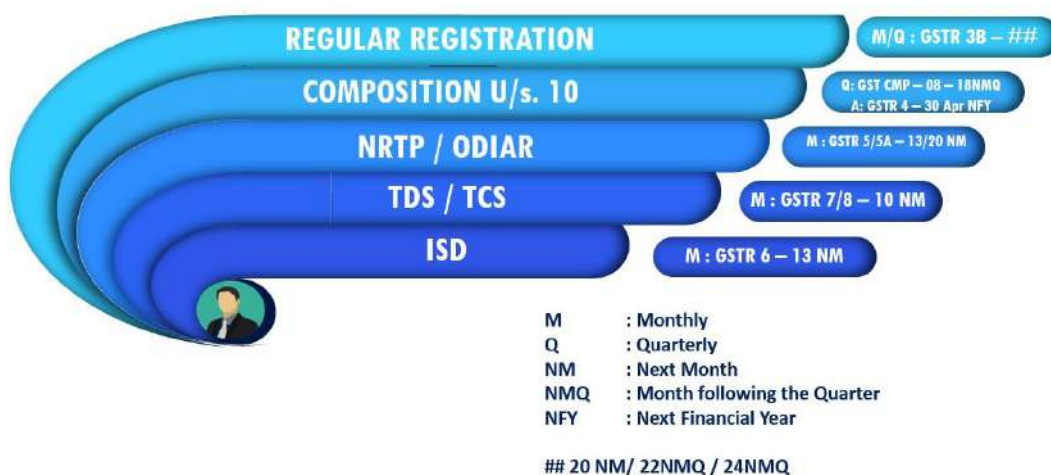 REGULAR REGISTRATION
M/Q : GSTR 3B – ##
COMPOSITION U/s. 10
Q: GST CMP – 08 – 18NMQ
A: GSTR 4 – 30 Apr NFY
NRTP / ODIAR
M : GSTR 5/5A – 13/20 NM
TDS / TCS
M : GSTR 7/8 – 10 NM
ISD
M : GSTR 6 – 13 NM
M : Monthly
Q : Quarterly
NM : Next Month
NMQ : Month following the Quarter
NFY : Next Financial Year
## 20 NM/ 22NMQ / 24NMQ